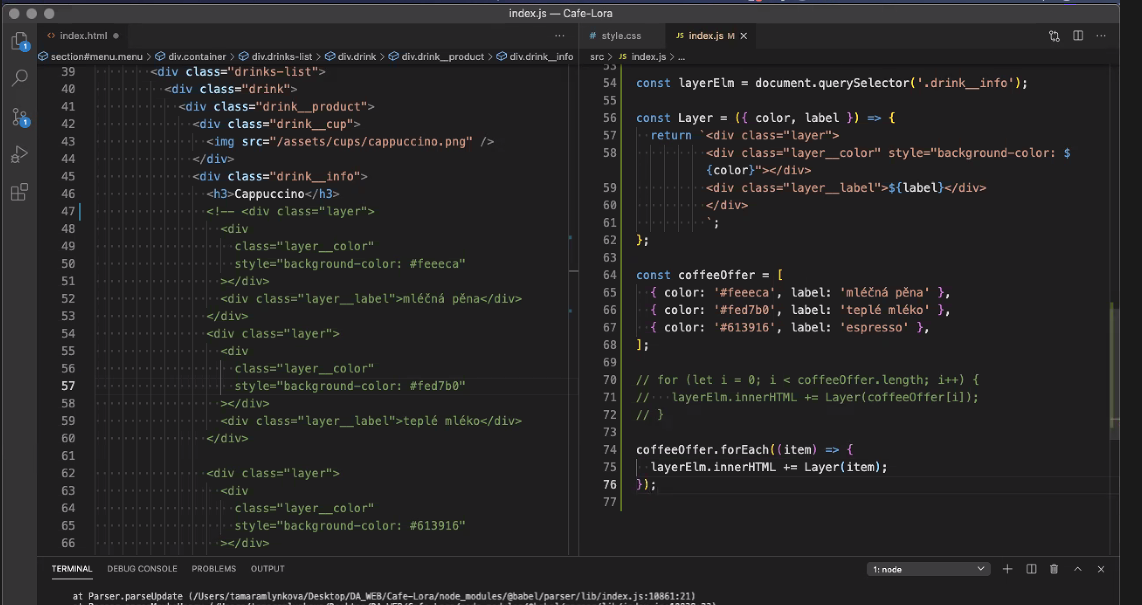 index.js — Cafe-Lora
index.html
section#menu.menu > div.container > div.drinks-list > div.drink > div.drink__product > div.drink__info
39 <div class="drinks-list">
40 <div class="drink">
41 <div class="drink__product">
42 <div class="drink__cup">
43 <img src="/assets/cups/cappuccino.png" />
44 </div>
45 <div class="drink__info">
46 <h3>Cappuccino</h3>
47 <!-- <div class="layer">
48 <div
49 class="layer__color"
50 style="background-color: #feeeca"
51 ></div>
52 <div class="layer__label">mléčná pěna</div>
53 </div>
54 <div class="layer">
55 <div
56 class="layer__color"
57 style="background-color: #fed7b0"
58 ></div>
59 <div class="layer__label">teplé mléko</div>
60 </div>
61
62 <div class="layer">
63 <div
64 class="layer__color"
65 style="background-color: #613916"
66 ></div>
# style.css JS index.js M
src > JS index.js > ...
53
54 const layerElm = document.querySelector('.drink__info');
55
56 const Layer = ({ color, label }) => {
57 return `<div class="layer">
58 <div class="layer__color" style="background-color: $
{color}"></div>
59 <div class="layer__label">${label}</div>
60 </div>
61 `;
62 };
63
64 const coffeeOffer = [
65 { color: '#feeeca', label: 'mléčná pěna' },
66 { color: '#fed7b0', label: 'teplé mléko' },
67 { color: '#613916', label: 'espresso' },
68 ];
69
70 // for (let i = 0; i < coffeeOffer.length; i++) {
71 // layerElm.innerHTML += Layer(coffeeOffer[i]);
72 // }
73
74 coffeeOffer.forEach((item) => {
75 layerElm.innerHTML += Layer(item);
76 });
77
1
1
TERMINAL DEBUG CONSOLE PROBLEMS OUTPUT 1: node
at Parser.parseUpdate (/Users/tamaramlynkova/Desktop/DA_WEB/Cafe-Lora/node_modules/@babel/parser/lib/index.js:10861:21)